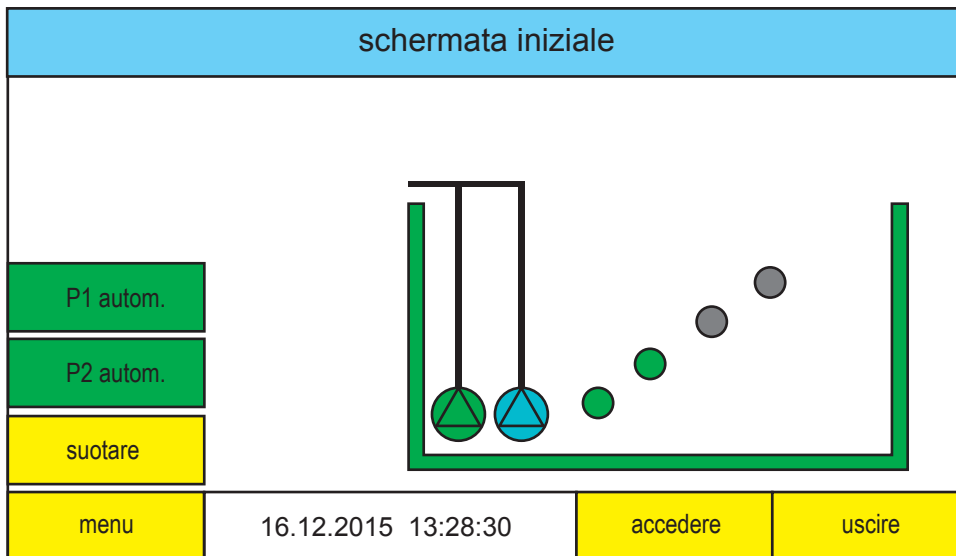 schermata iniziale
P1 autom.
P2 autom.
suotare
menu
16.12.2015 13:28:30
accedere
uscire